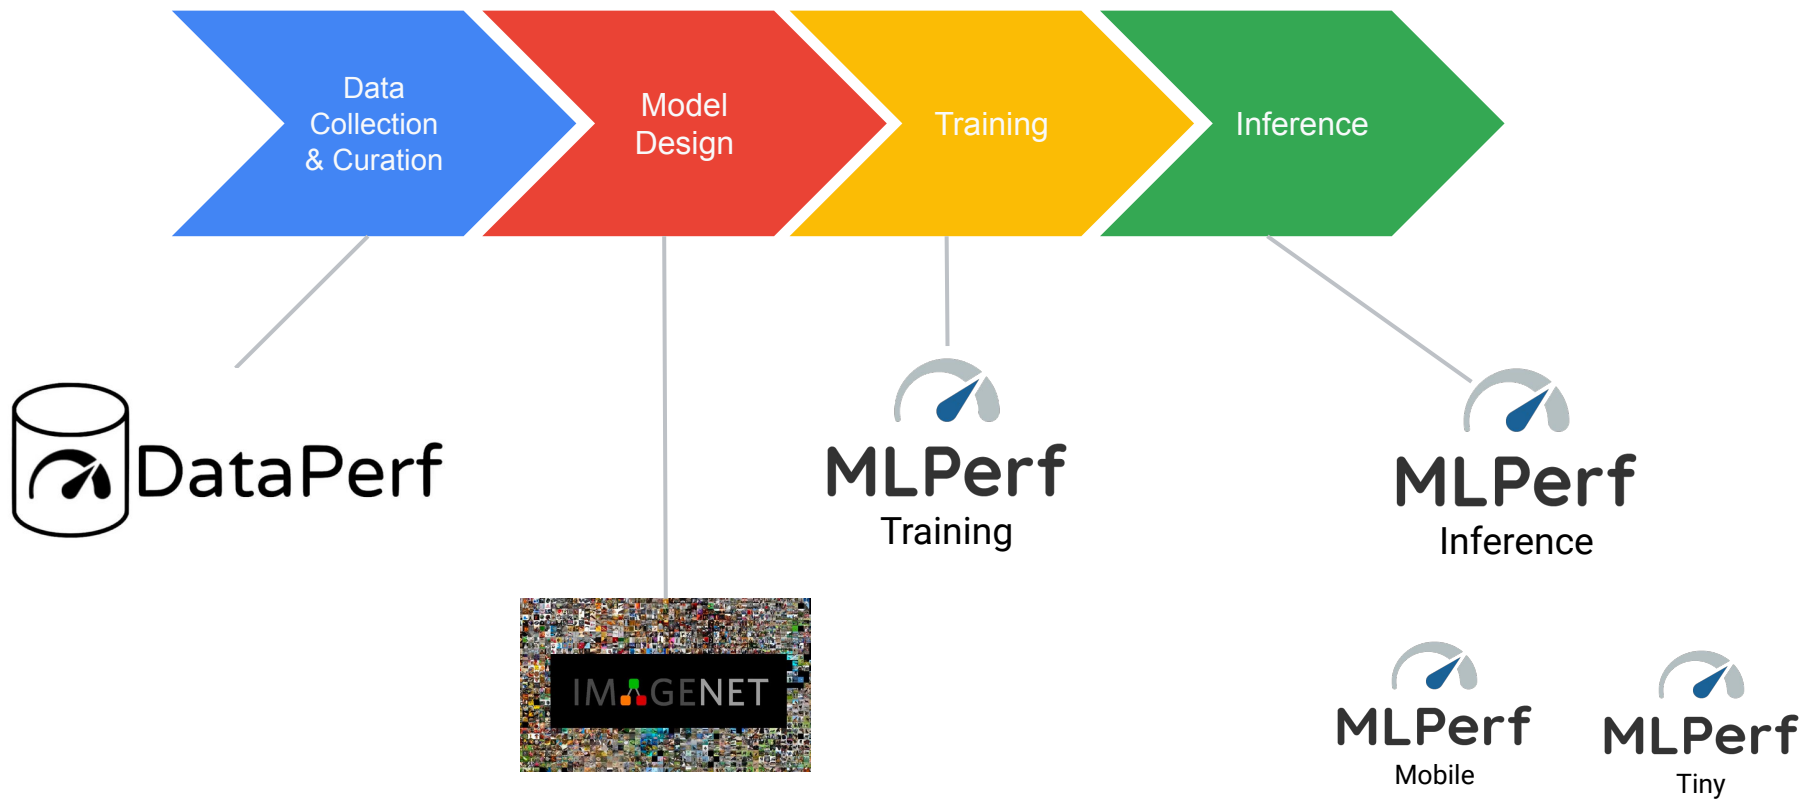 Data
Collection
& Curation
Model
Design
Training
Inference
DataPerf
MLPerf
Training
MLPerf
Inference
IMAGENET
MLPerf
Mobile
MLPerf
Tiny